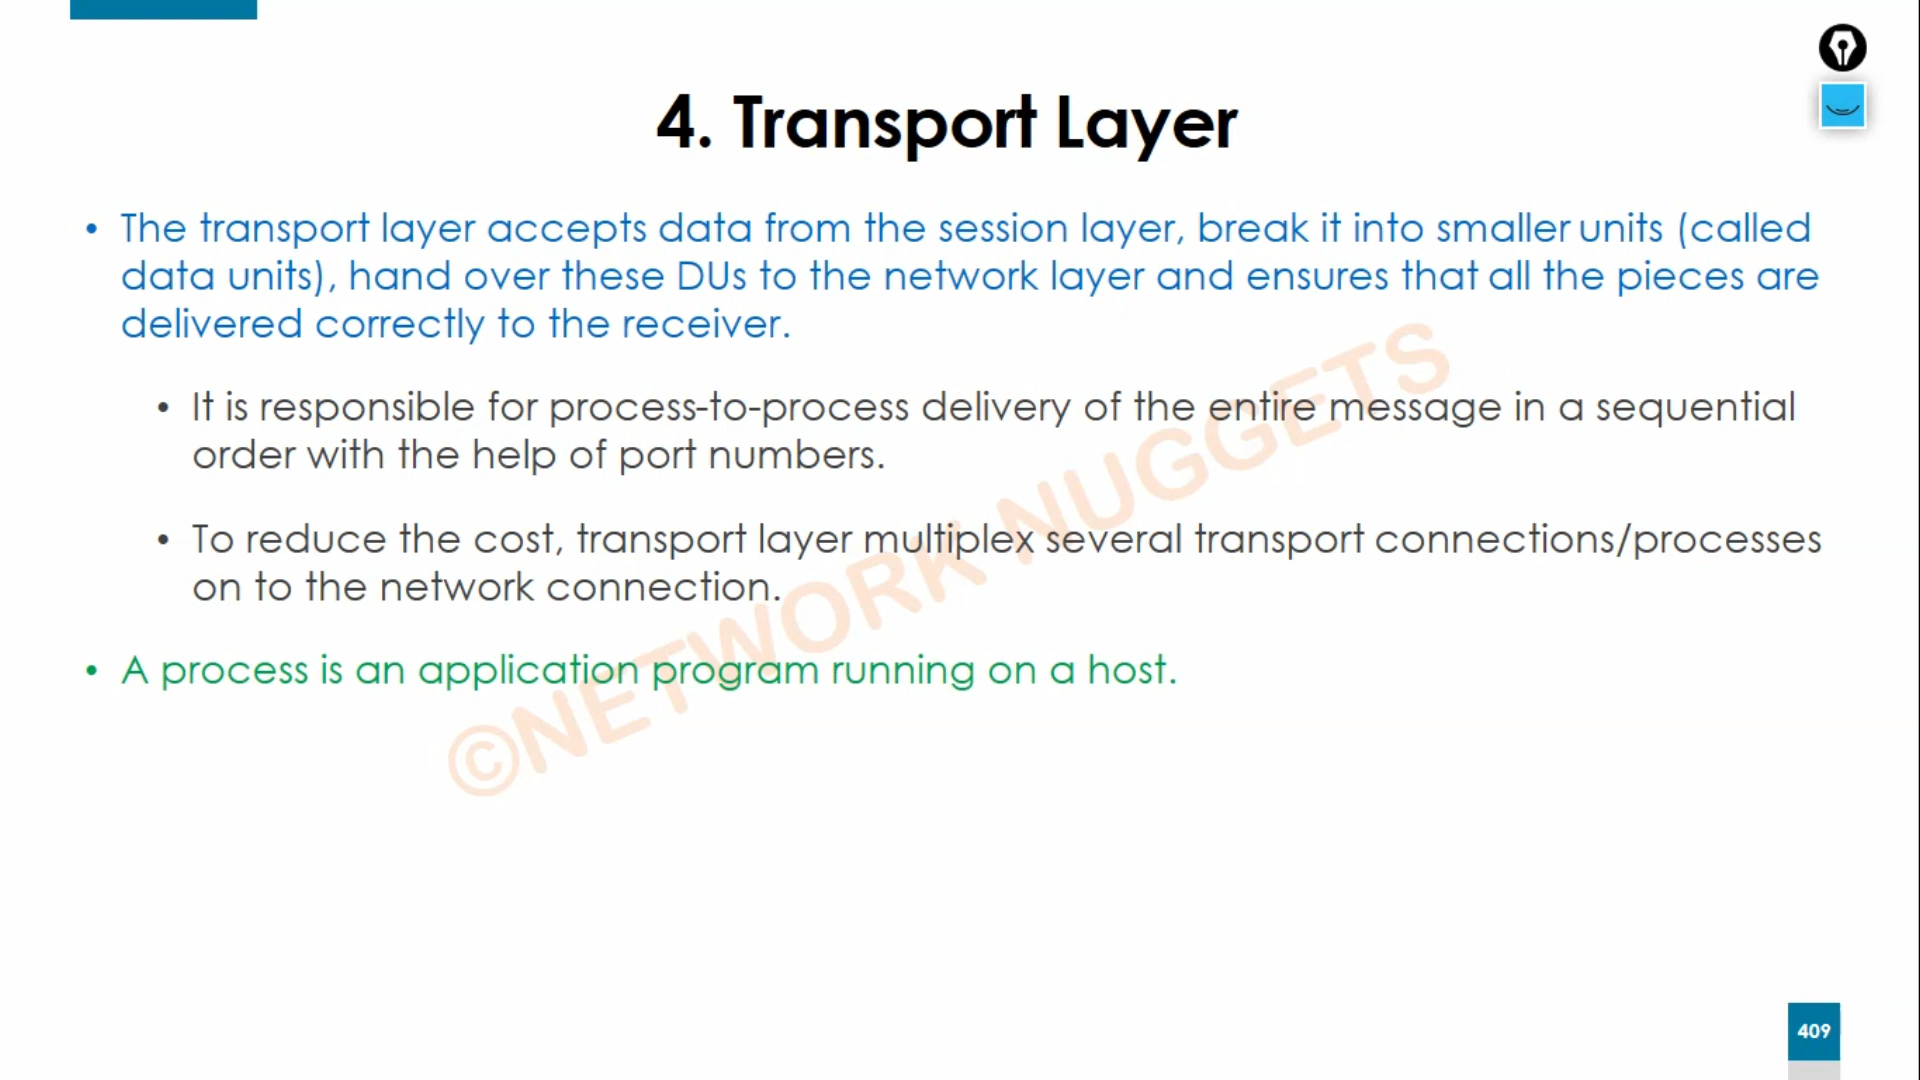 4. Transport Layer
• The transport layer accepts data from the session layer, break it into smaller units (called
data units), hand over these DUs to the network layer and ensures that all the pieces are
delivered correctly to the receiver.
• It is responsible for process-to-process delivery of the entire message in a sequential
order with the help of port numbers.
• To reduce the cost, transport layer multiplex several transport connections/processes
on to the network connection.
• A process is an application program running on a host.
©NETWORK NUGGETS
409